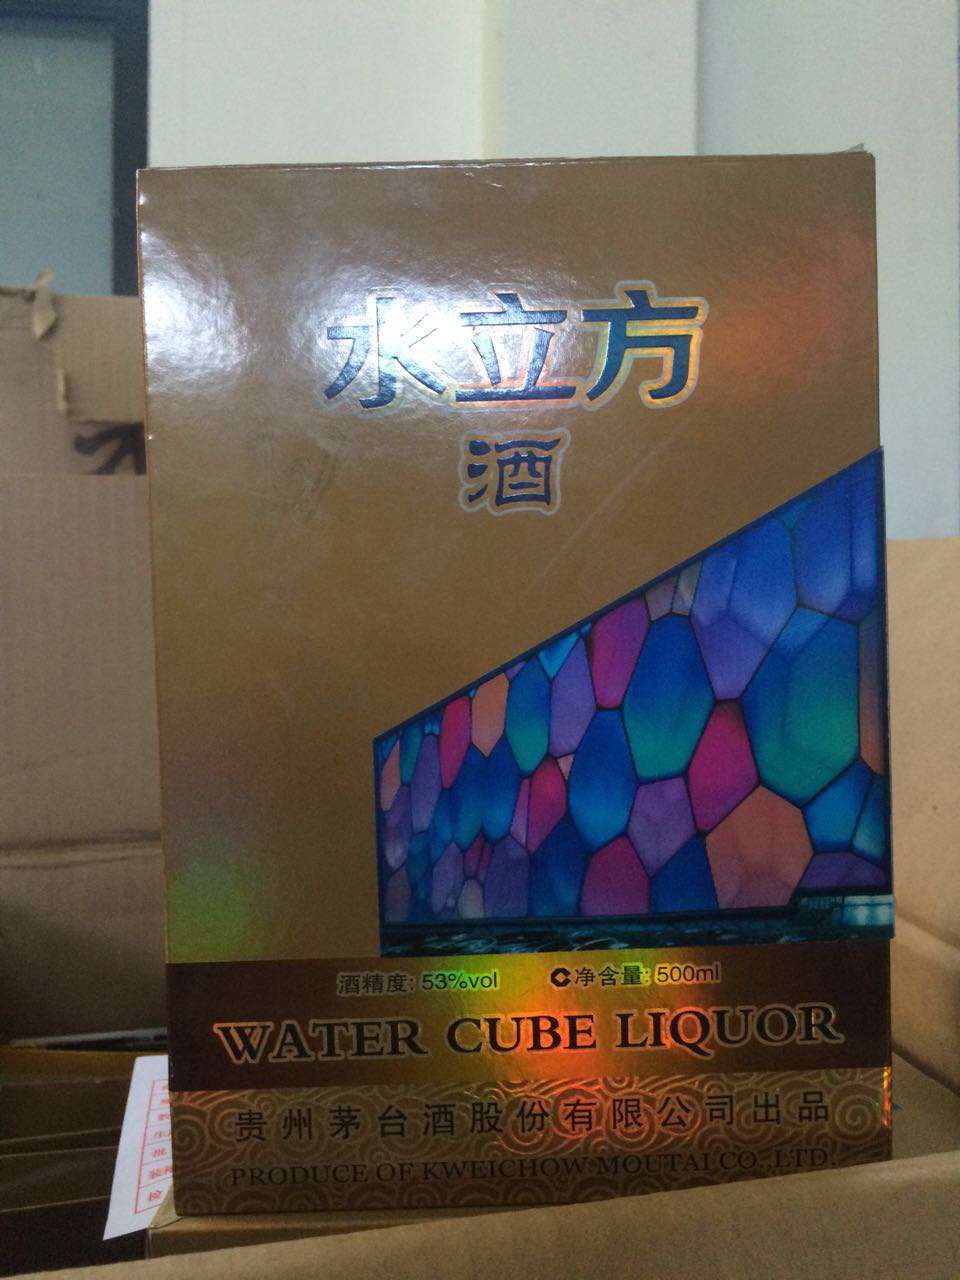 水立方
酒
酒精度: 53%vol
净含量: 500ml
WATER CUBE LIQUOR
贵州茅台酒股份有限公司出品
PRODUCE OF KWEICHOW MOUTAI CO.,LTD.